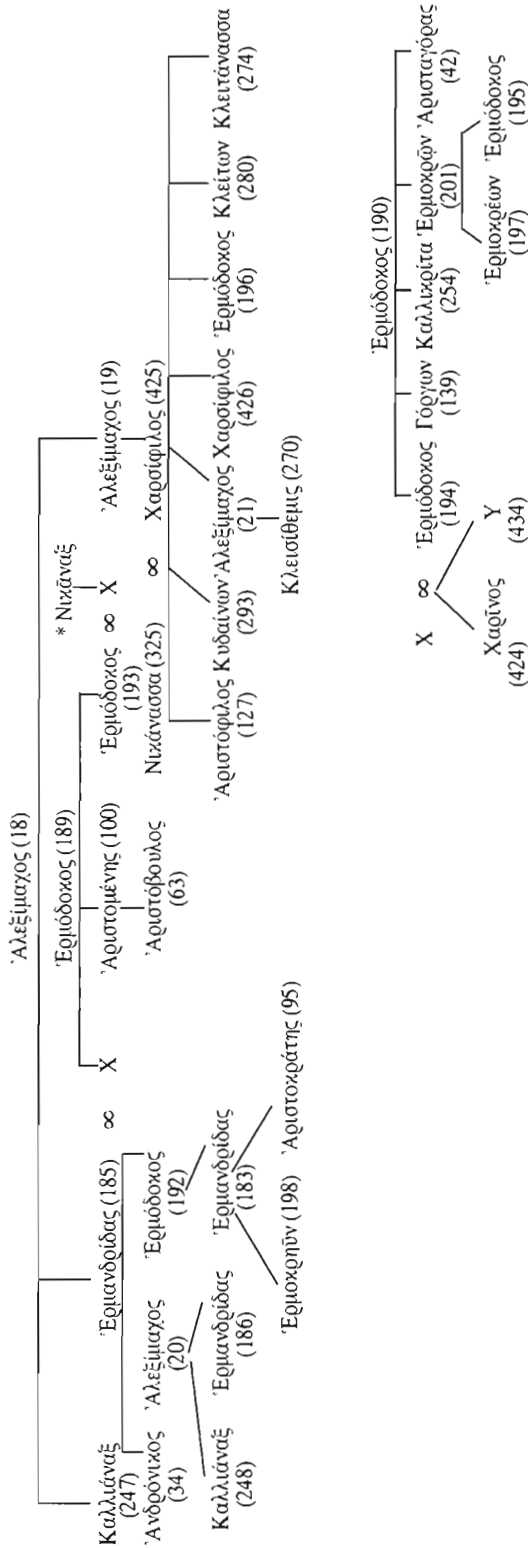 Ἀλεξίμαχος (18)
Ἑρμόδοκος (189) * Νικᾶναξ
Καλλιάναξ Ἑρμανδρίδας (185) ∞ X Ἀριστομένης (100) Ἑρμόδοκος ∞ X Ἀλεξίμαχος (19)
(247) (193)
Ἀνδρόνικος Ἀλεξίμαχος Ἑρμόδοκος Ἀριστόβουλος Νικάνασσα (325) ∞ Χαρσίφιλος (425)
(34) (20) (192) (63)
Καλλιάναξ Ἑρμανδρίδας Ἑρμανδρίδας Ἀριστόφιλος Κυδαίνων Ἀλεξίμαχος Χαρσίφιλος Ἑρμόδοκος Κλείτων Κλειτάνασσα
(248) (186) (183) (127) (293) (21) (426) (196) (280) (274)
Ἑρμοκρηῦν (198) Ἀριστοκράτης (95) Κλεισίθεμις (270)
Ἑρμόδοκος (190)
X ∞ Ἑρμόδοκος Γόργων Καλλικρίτα Ἑρμοκρῶν Ἀρισταγόρας
(194) (139) (254) (201) (42)
Χαρῖνος Υ Ἑρμοκρέων Ἑρμόδοκος
(424) (434) (197) (195)